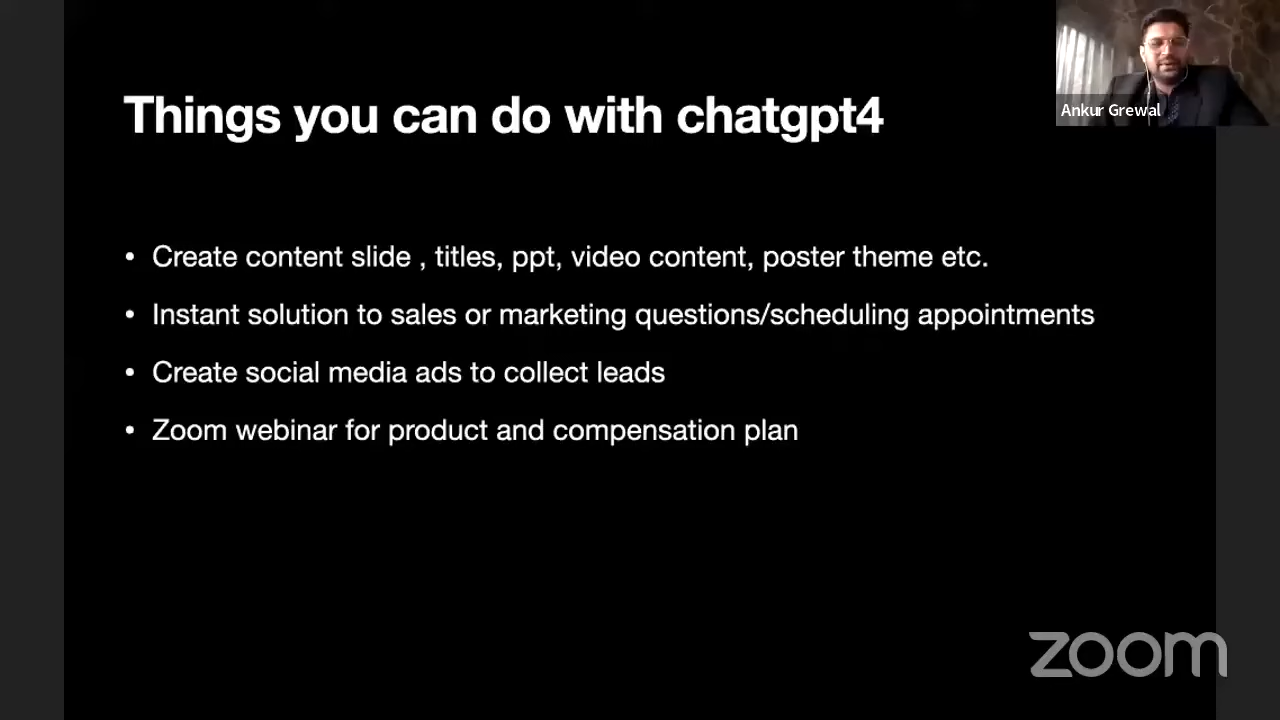 Things you can do with chatgpt4
Ankur Grewal
• Create content slide , titles, ppt, video content, poster theme etc.
• Instant solution to sales or marketing questions/scheduling appointments
• Create social media ads to collect leads
• Zoom webinar for product and compensation plan
zoom